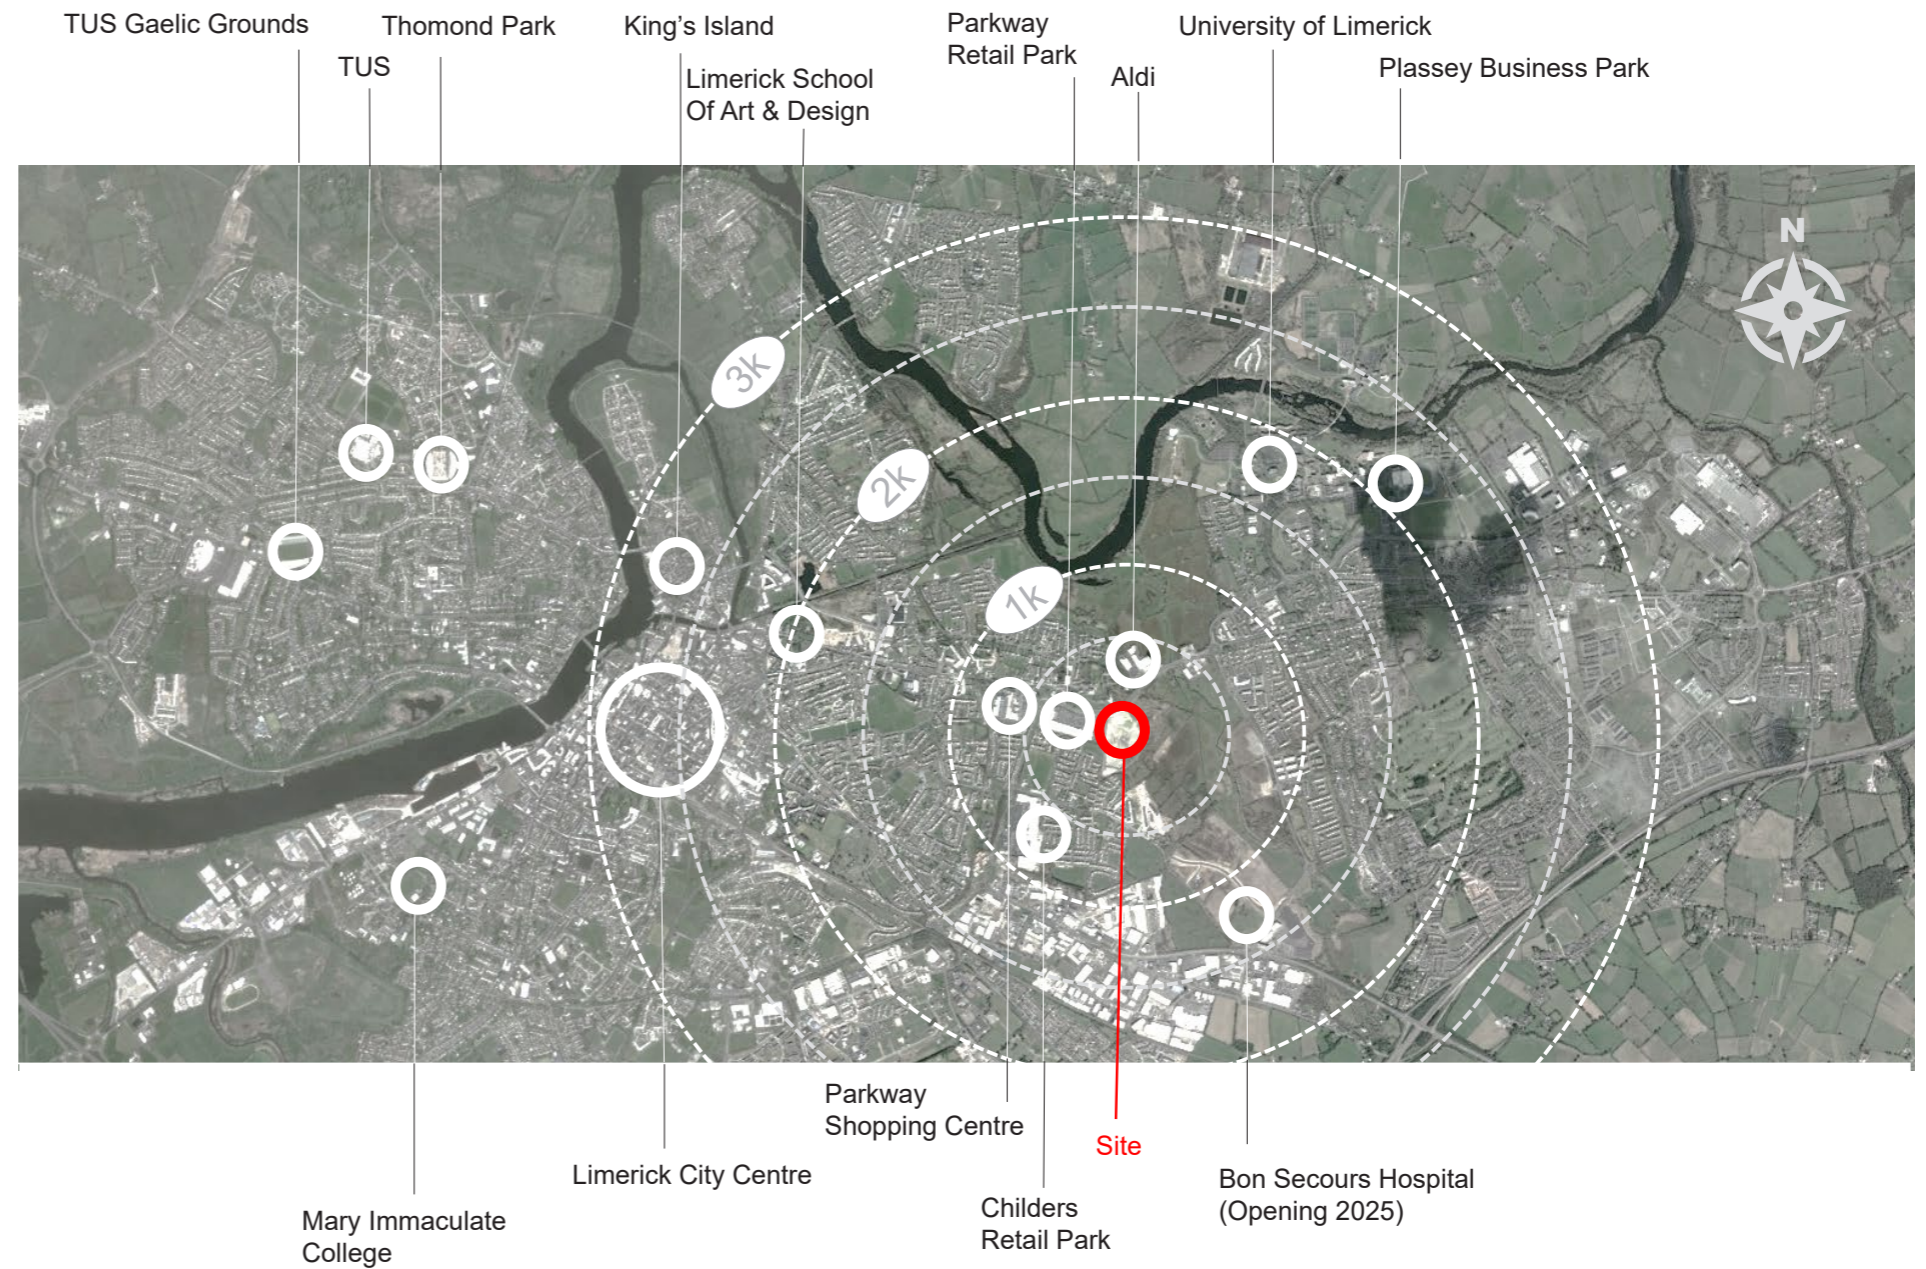 TUS Gaelic Grounds
TUS
Thomond Park
King's Island
Limerick School
Of Art & Design
Parkway
Retail Park
Aldi
University of Limerick
Plassey Business Park
N
3k
2k
1k
Parkway
Shopping Centre
Site
Limerick City Centre
Bon Secours Hospital
(Opening 2025)
Childers
Retail Park
Mary Immaculate
College